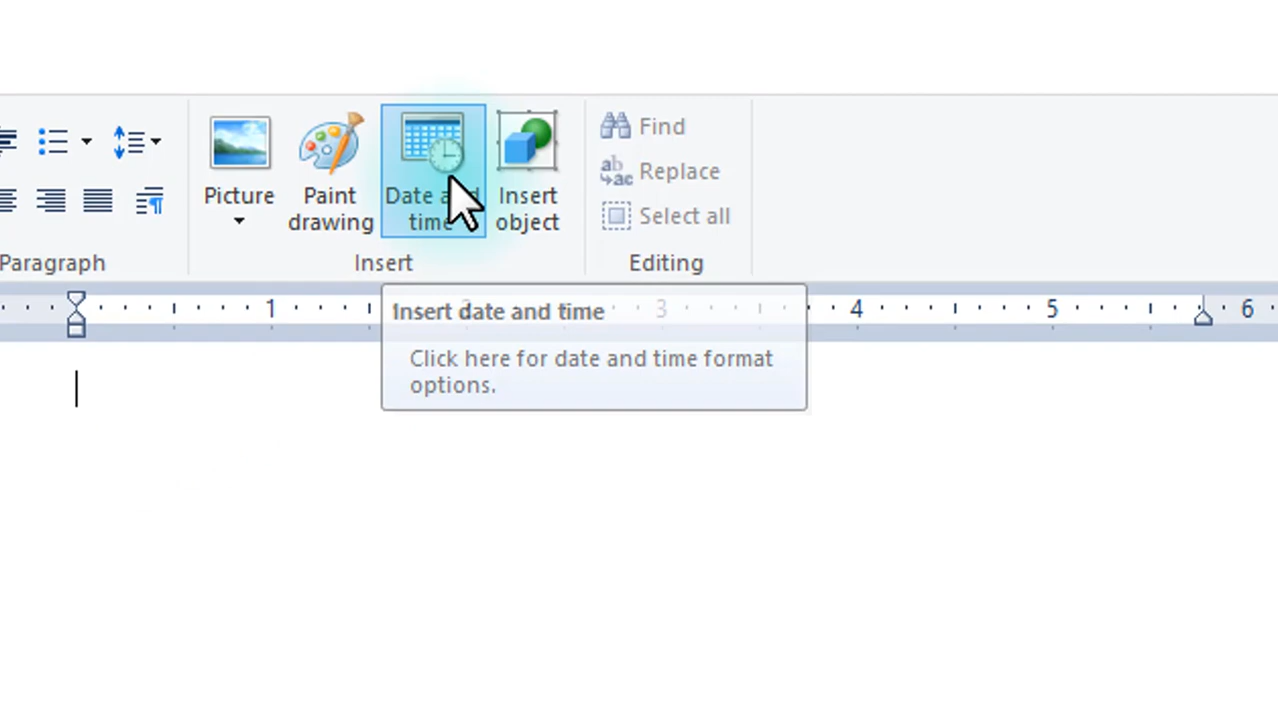 Picture
Paint
drawing
Date and
time
Insert
object
Find
Replace
Select all
Paragraph
Insert
Editing
1 2 3 4 5 6
Insert date and time
Click here for date and time format
options.